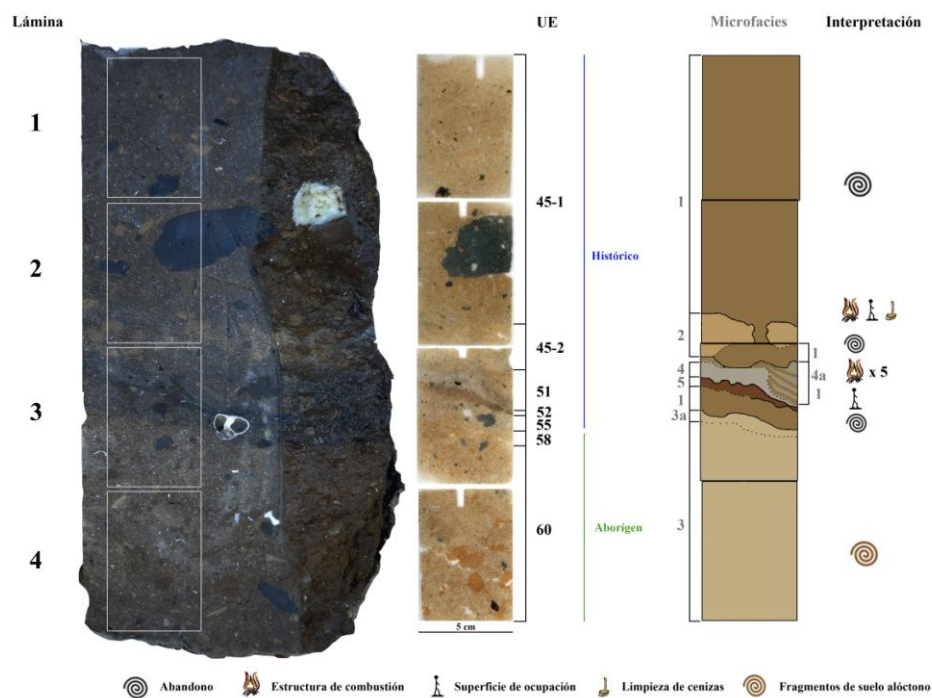 Lámina UE Microfacies Interpretación
1
45-1
1
2
Histórico
2
45-2
1
4
51
4a
x 5
5
3
52
1
1
55
3a
58
60
Aborigen
3
4
5 cm
Abandono Estructura de combustión Superficie de ocupación Limpieza de cenizas Fragmentos de suelo alóctono